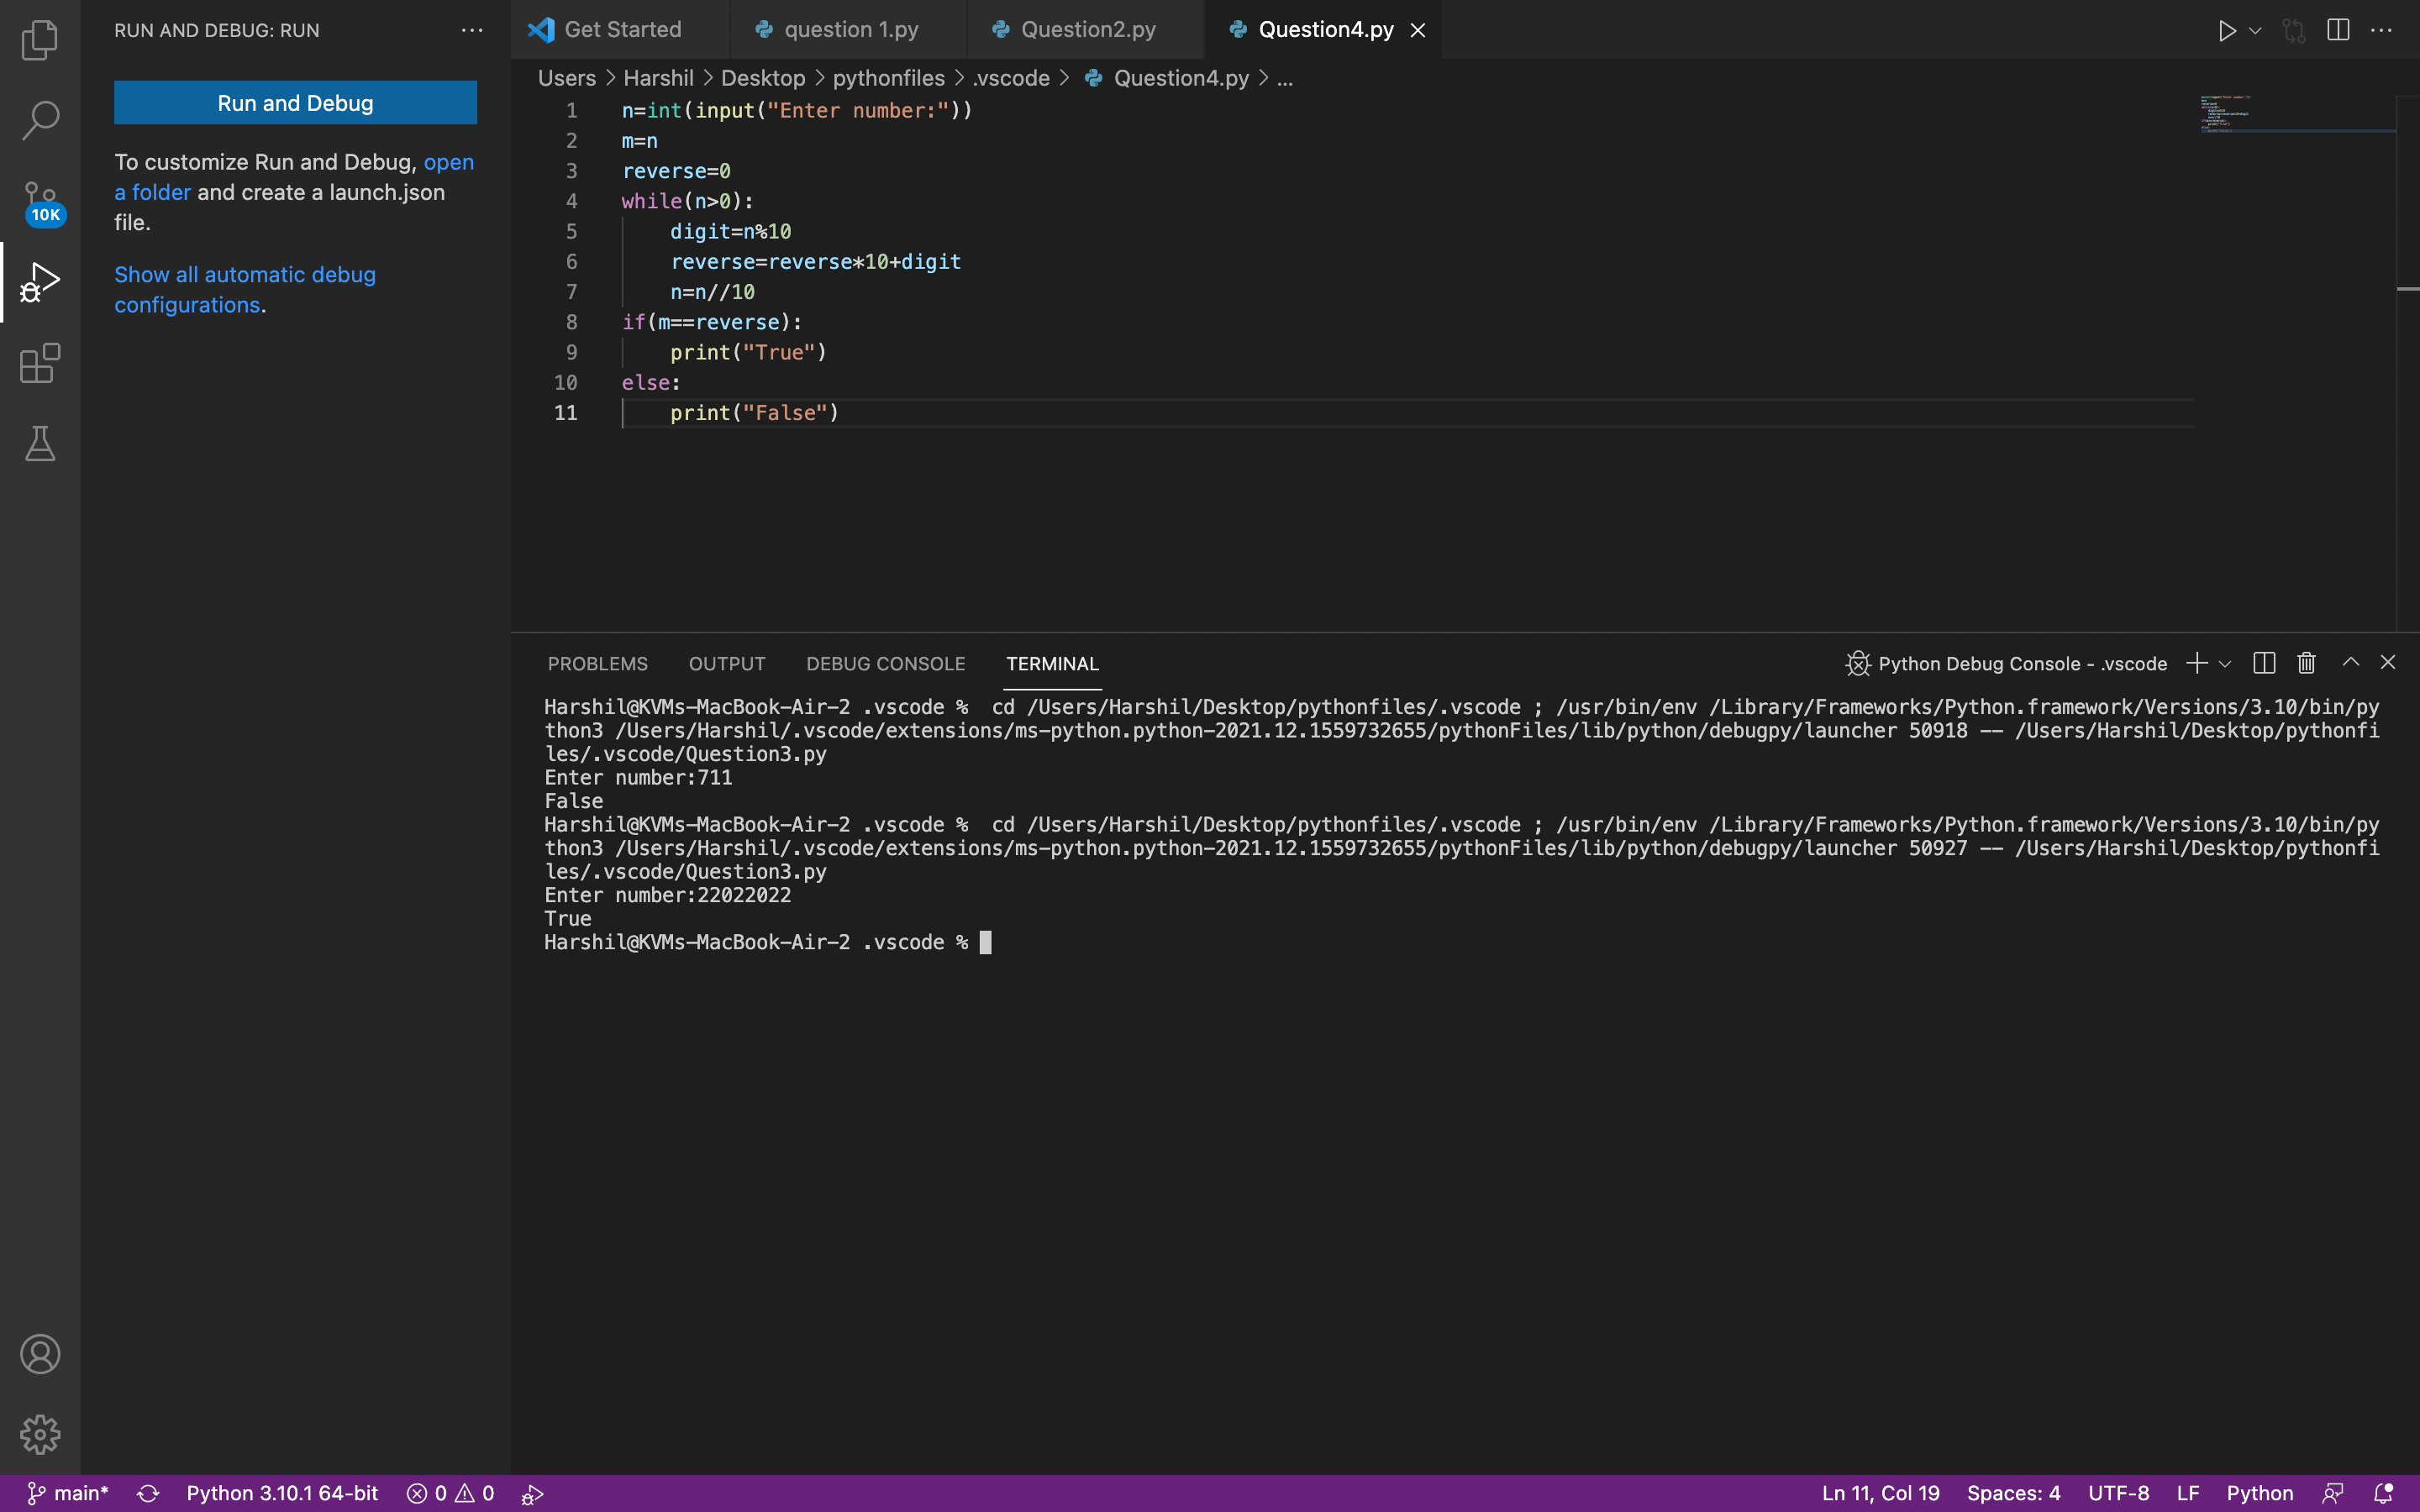 RUN AND DEBUG: RUN
Run and Debug
To customize Run and Debug, open
a folder and create a launch.json
file.
Show all automatic debug
configurations.
10K
Get Started
question 1.py
Question2.py
Question4.py
Users > Harshil > Desktop > pythonfiles > .vscode > Question4.py > ...
1 n=int(input("Enter number:"))
2 m=n
3 reverse=0
4 while(n>0):
5     digit=n%10
6     reverse=reverse*10+digit
7     n=n//10
8 if(m==reverse):
9     print("True")
10 else:
11     print("False")
PROBLEMS OUTPUT DEBUG CONSOLE TERMINAL
Python Debug Console - .vscode
Harshil@KVMs-MacBook-Air-2 .vscode %  cd /Users/Harshil/Desktop/pythonfiles/.vscode ; /usr/bin/env /Library/Frameworks/Python.framework/Versions/3.10/bin/py
thon3 /Users/Harshil/.vscode/extensions/ms-python.python-2021.12.1559732655/pythonFiles/lib/python/debugpy/launcher 50918 -- /Users/Harshil/Desktop/pythonfi
les/.vscode/Question3.py
Enter number:711
False
Harshil@KVMs-MacBook-Air-2 .vscode %  cd /Users/Harshil/Desktop/pythonfiles/.vscode ; /usr/bin/env /Library/Frameworks/Python.framework/Versions/3.10/bin/py
thon3 /Users/Harshil/.vscode/extensions/ms-python.python-2021.12.1559732655/pythonFiles/lib/python/debugpy/launcher 50927 -- /Users/Harshil/Desktop/pythonfi
les/.vscode/Question3.py
Enter number:22022022
True
Harshil@KVMs-MacBook-Air-2 .vscode %
main* Python 3.10.1 64-bit 0 0 Ln 11, Col 19 Spaces: 4 UTF-8 LF Python